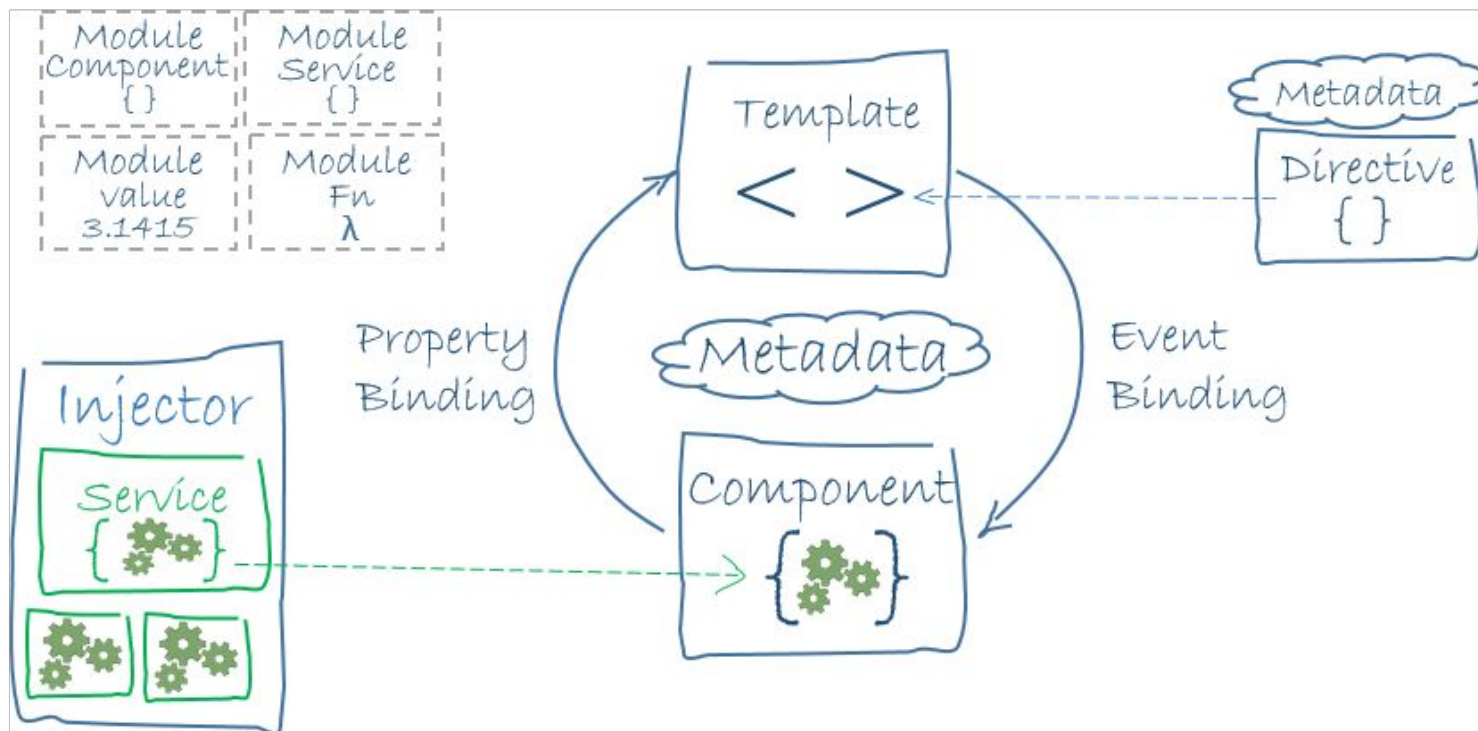 Module
Component
{ }
Module
Service
{ }
Module
value
3.1415
Module
Fn
λ
Template
< >
Metadata
Directive
{ }
Property
Binding
Metadata
Event
Binding
Injector
Service
{ }
Component
{ }